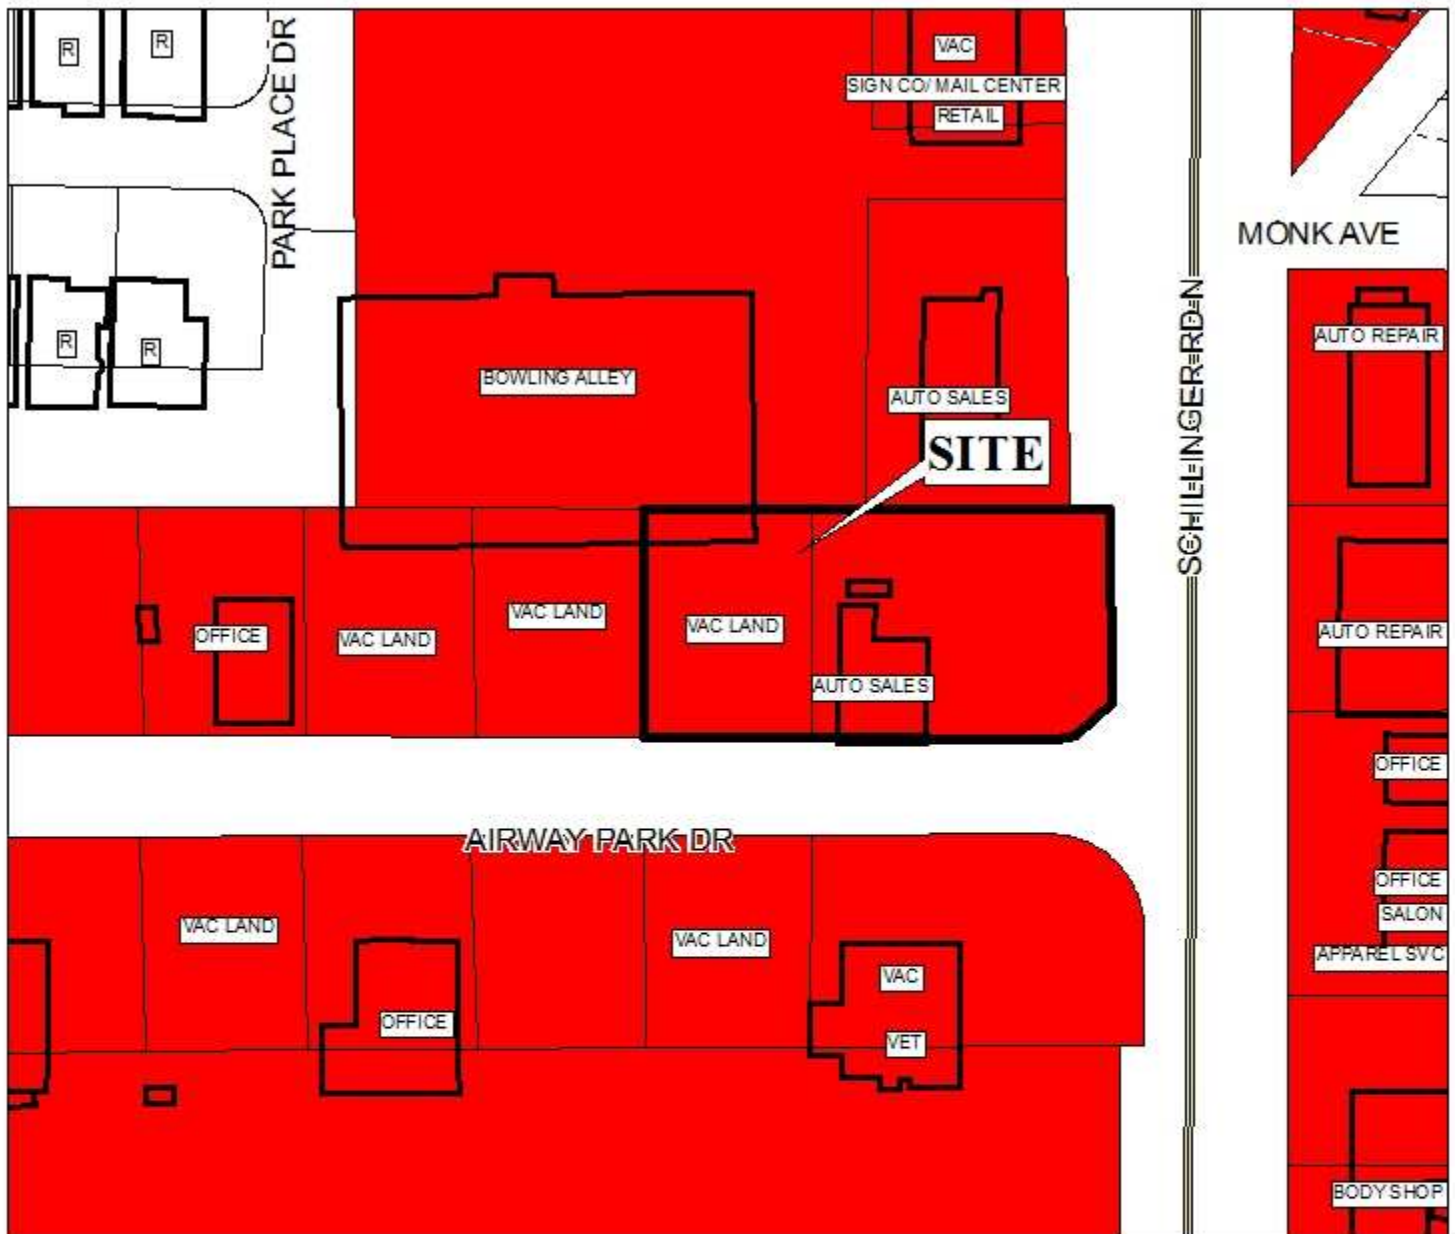 R
R
PARK PLACE DR
VAC
SIGN CO/ MAIL CENTER
RETAIL
MONK AVE
R
R
BOWLING ALLEY
AUTO SALES
SITE
SCHILLINGER RD N
AUTO REPAIR
OFFICE
VAC LAND
VAC LAND
VAC LAND
AUTO SALES
AUTO REPAIR
OFFICE
AIRWAY PARK DR
OFFICE
SALON
APPAREL SVC
VAC LAND
OFFICE
VAC LAND
VAC
VET
BODY SHOP